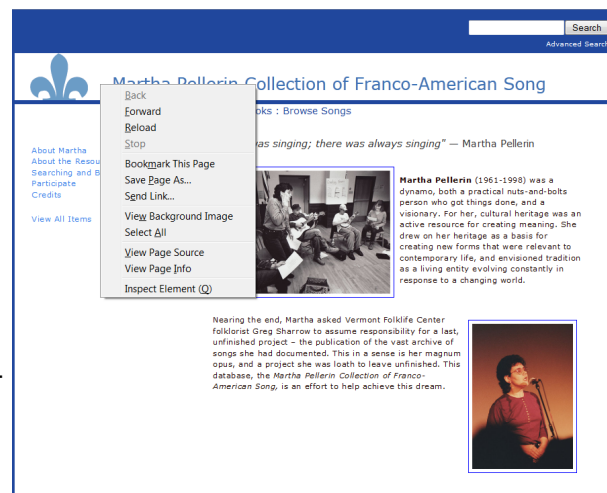 Search
Advanced Search
Martha Pellerin Collection of Franco-American Song
oks : Browse Songs
as singing; there was always singing" — Martha Pellerin
About Martha
About the Resou
Searching and B
Participate
Credits
View All Items
Back
Forward
Reload
Stop
Bookmark This Page
Save Page As...
Send Link...
View Background Image
Select All
View Page Source
View Page Info
Inspect Element (Q)
Martha Pellerin (1961-1998) was a
dynamo, both a practical nuts-and-bolts
person who got things done, and a
visionary. For her, cultural heritage was an
active resource for creating meaning. She
drew on her heritage as a basis for
creating new forms that were relevant to
contemporary life, and envisioned tradition
as a living entity evolving constantly in
response to a changing world.
Nearing the end, Martha asked Vermont Folklife Center
folklorist Greg Sharrow to assume responsibility for a last,
unfinished project – the publication of the vast archive of
songs she had documented. This in a sense is her magnum
opus, and a project she was loath to leave unfinished. This
database, the Martha Pellerin Collection of Franco-
American Song, is an effort to help achieve this dream.